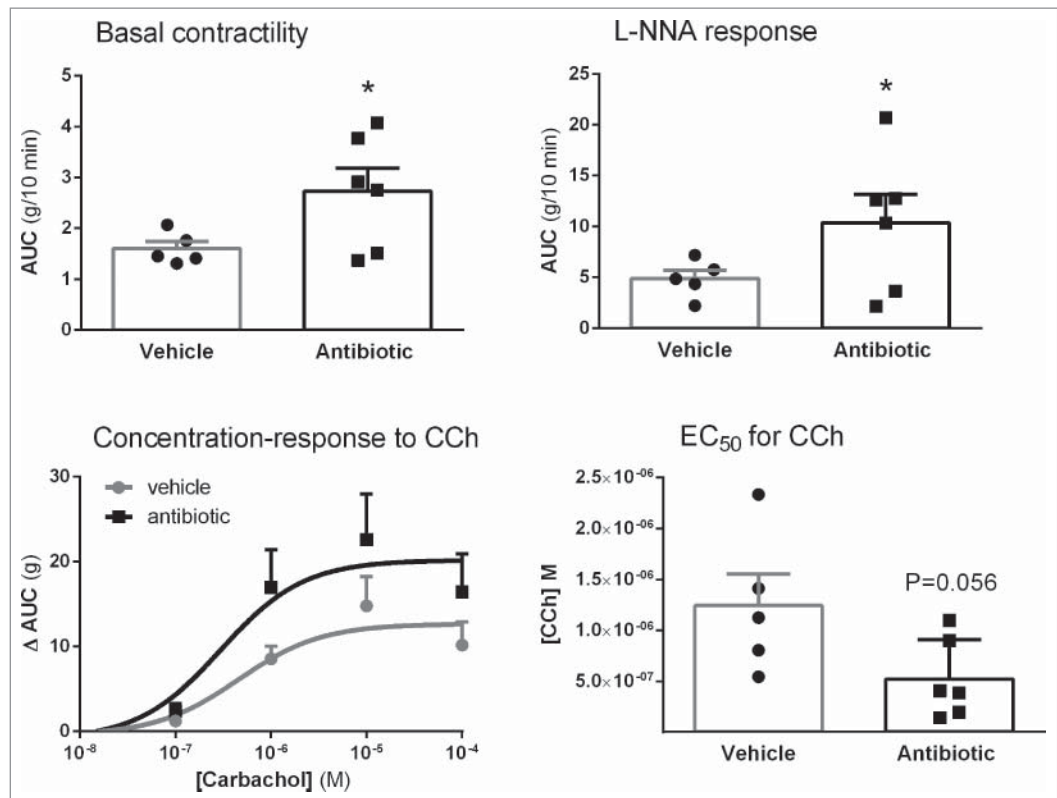 Basal contractility
5
4
3
2
1
0
AUC (g/10 min)
*
Vehicle
Antibiotic
L-NNA response
25
20
15
10
5
0
AUC (g/10 min)
*
Vehicle
Antibiotic
Concentration-response to CCh
30
20
10
0
Δ AUC (g)
vehicle
antibiotic
10⁻⁸ 10⁻⁷ 10⁻⁶ 10⁻⁵ 10⁻⁴
[Carbachol] (M)
EC₅₀ for CCh
2.5×10⁻⁰⁶
2.0×10⁻⁰⁶
1.5×10⁻⁰⁶
1.0×10⁻⁰⁶
5.0×10⁻⁰⁷
[CCh] M
P=0.056
Vehicle
Antibiotic